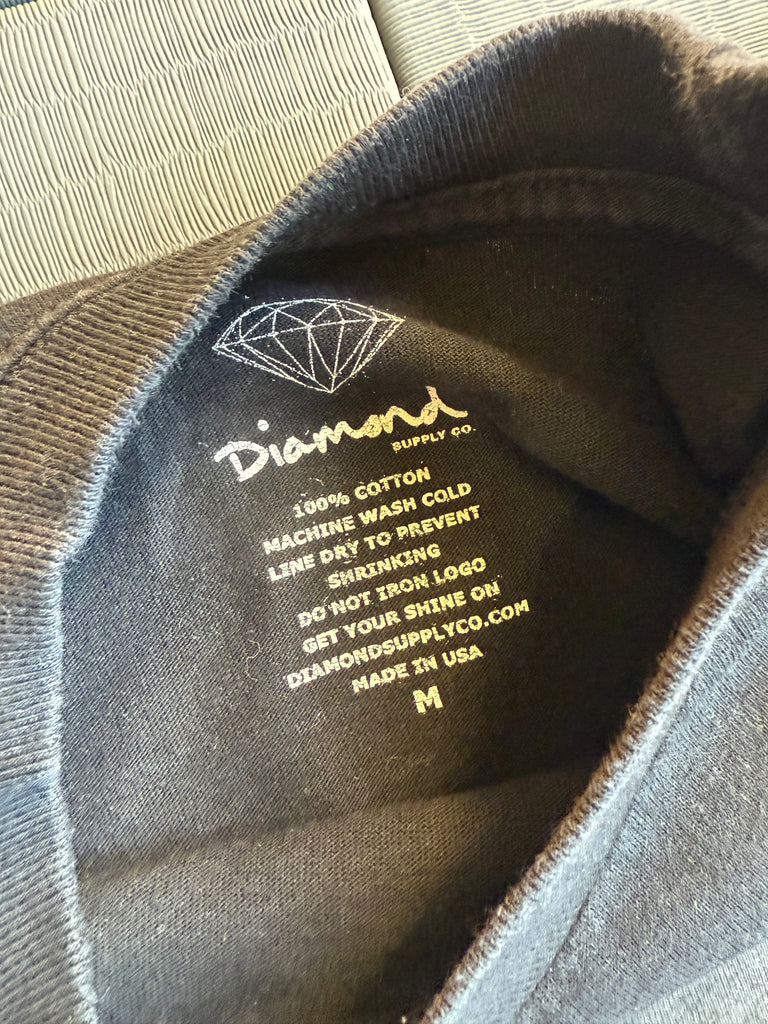 Diamond
SUPPLY CO.
100% COTTON
MACHINE WASH COLD
LINE DRY TO PREVENT
SHRINKING
DO NOT IRON LOGO
GET YOUR SHINE ON
DIAMONDSUPPLYCO.COM
MADE IN USA
M